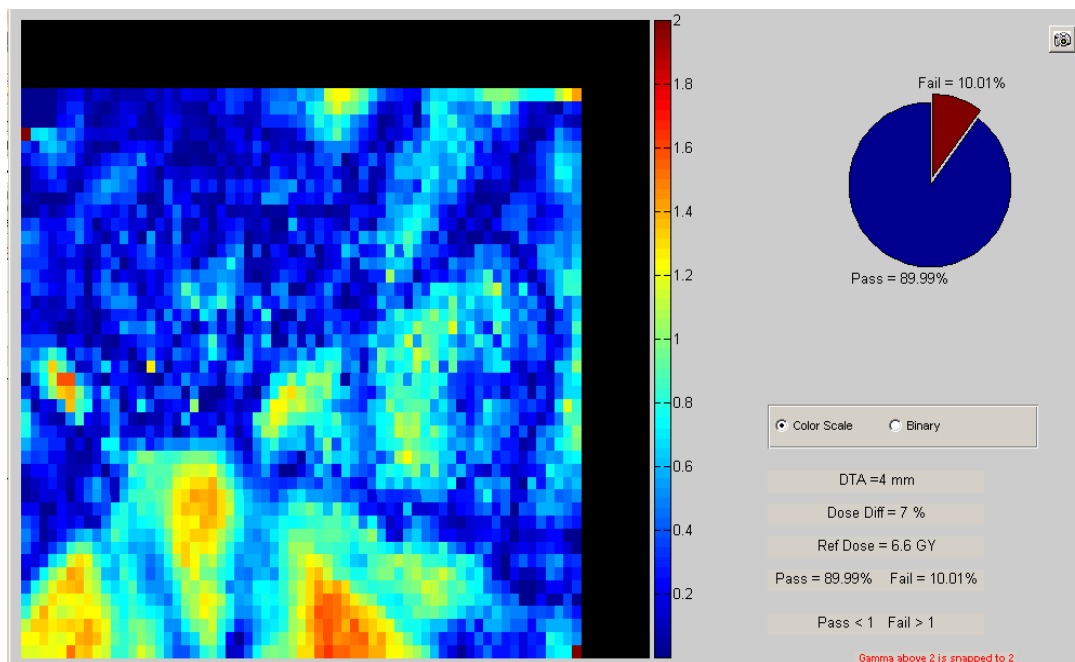 2
1.8
1.6
1.4
1.2
1
0.8
0.6
0.4
0.2
Fail = 10.01%
Pass = 89.99%
Color Scale Binary
DTA =4 mm
Dose Diff = 7 %
Ref Dose = 6.6 GY
Pass = 89.99% Fail = 10.01%
Pass < 1 Fail > 1
Gamma above 2 is snapped to 2